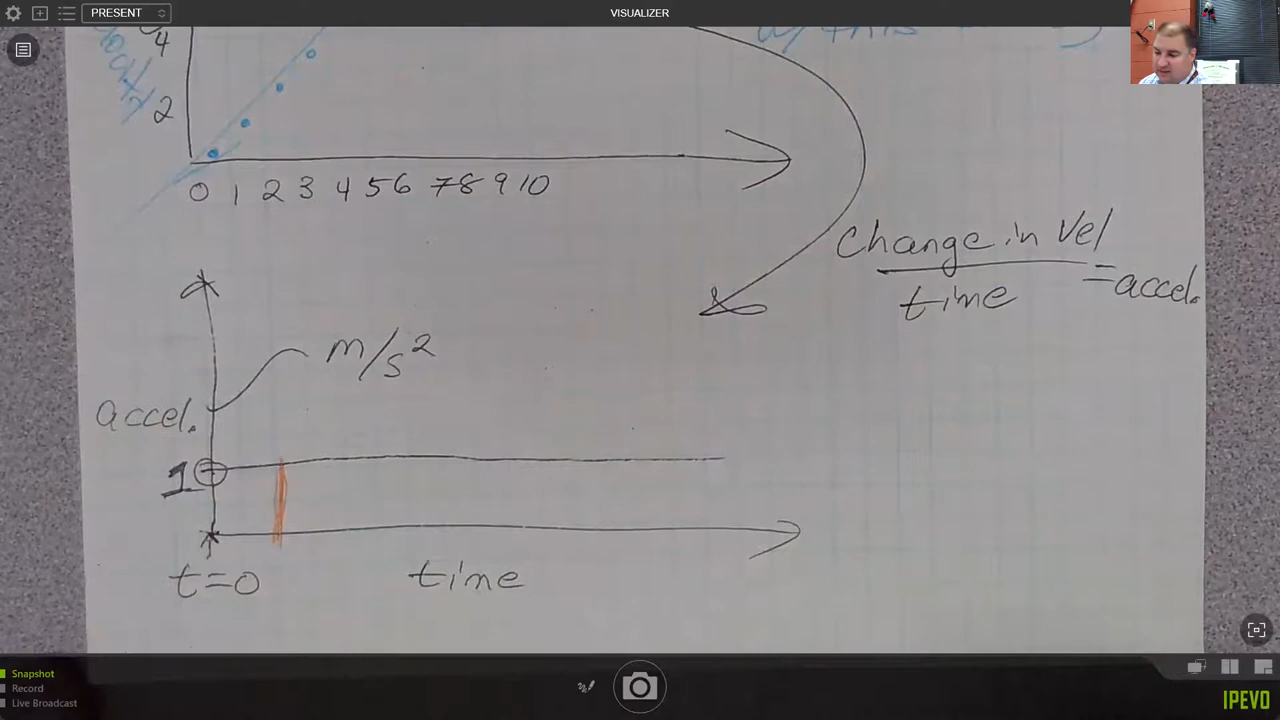 PRESENT
VISUALIZER
4
w/ this
2
0 1 2 3 4 5 6 7 8 9 10
Change in Vel
time
=accel.
m/s²
accel.
1
t=0
time
Snapshot
Record
Live Broadcast
IPEVO